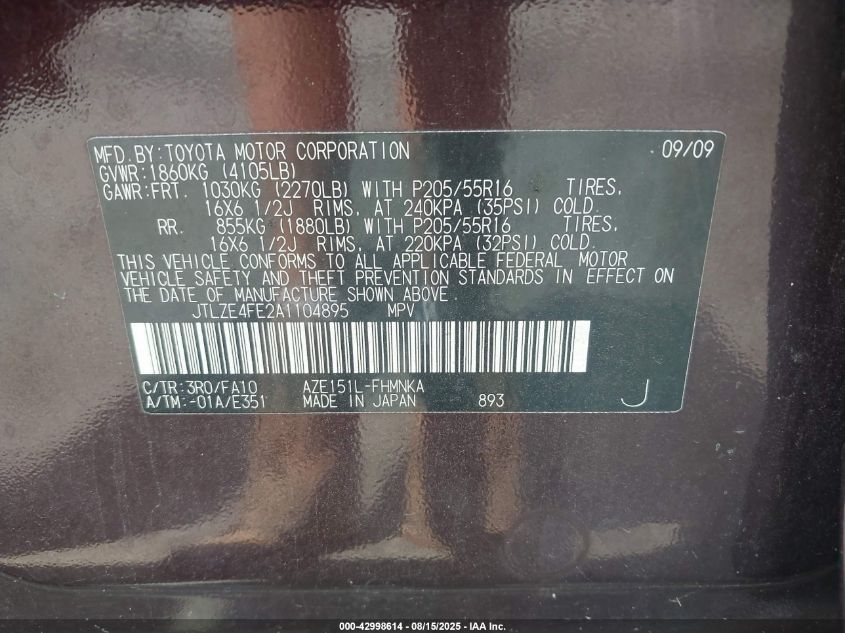 MFD.BY:TOYOTA MOTOR CORPORATION 09/09
GVWR:1860KG (4105LB)
GAWR:FRT. 1030KG (2270LB) WITH P205/55R16 TIRES,
16X6 1/2J RIMS, AT 240KPA (35PSI) COLD.
RR. 855KG (1880LB) WITH P205/55R16 TIRES,
16X6 1/2J RIMS, AT 220KPA (32PSI) COLD.
THIS VEHICLE CONFORMS TO ALL APPLICABLE FEDERAL MOTOR
VEHICLE SAFETY AND THEFT PREVENTION STANDARDS IN EFFECT ON
THE DATE OF MANUFACTURE SHOWN ABOVE.
JTLZE4FE2A1104895 MPV
C/TR:3R0/FA10 AZE151L-FHMNKA
A/TM:-01A/E351 MADE IN JAPAN 893 J
000-42998614 - 08/15/2025 - IAA Inc.